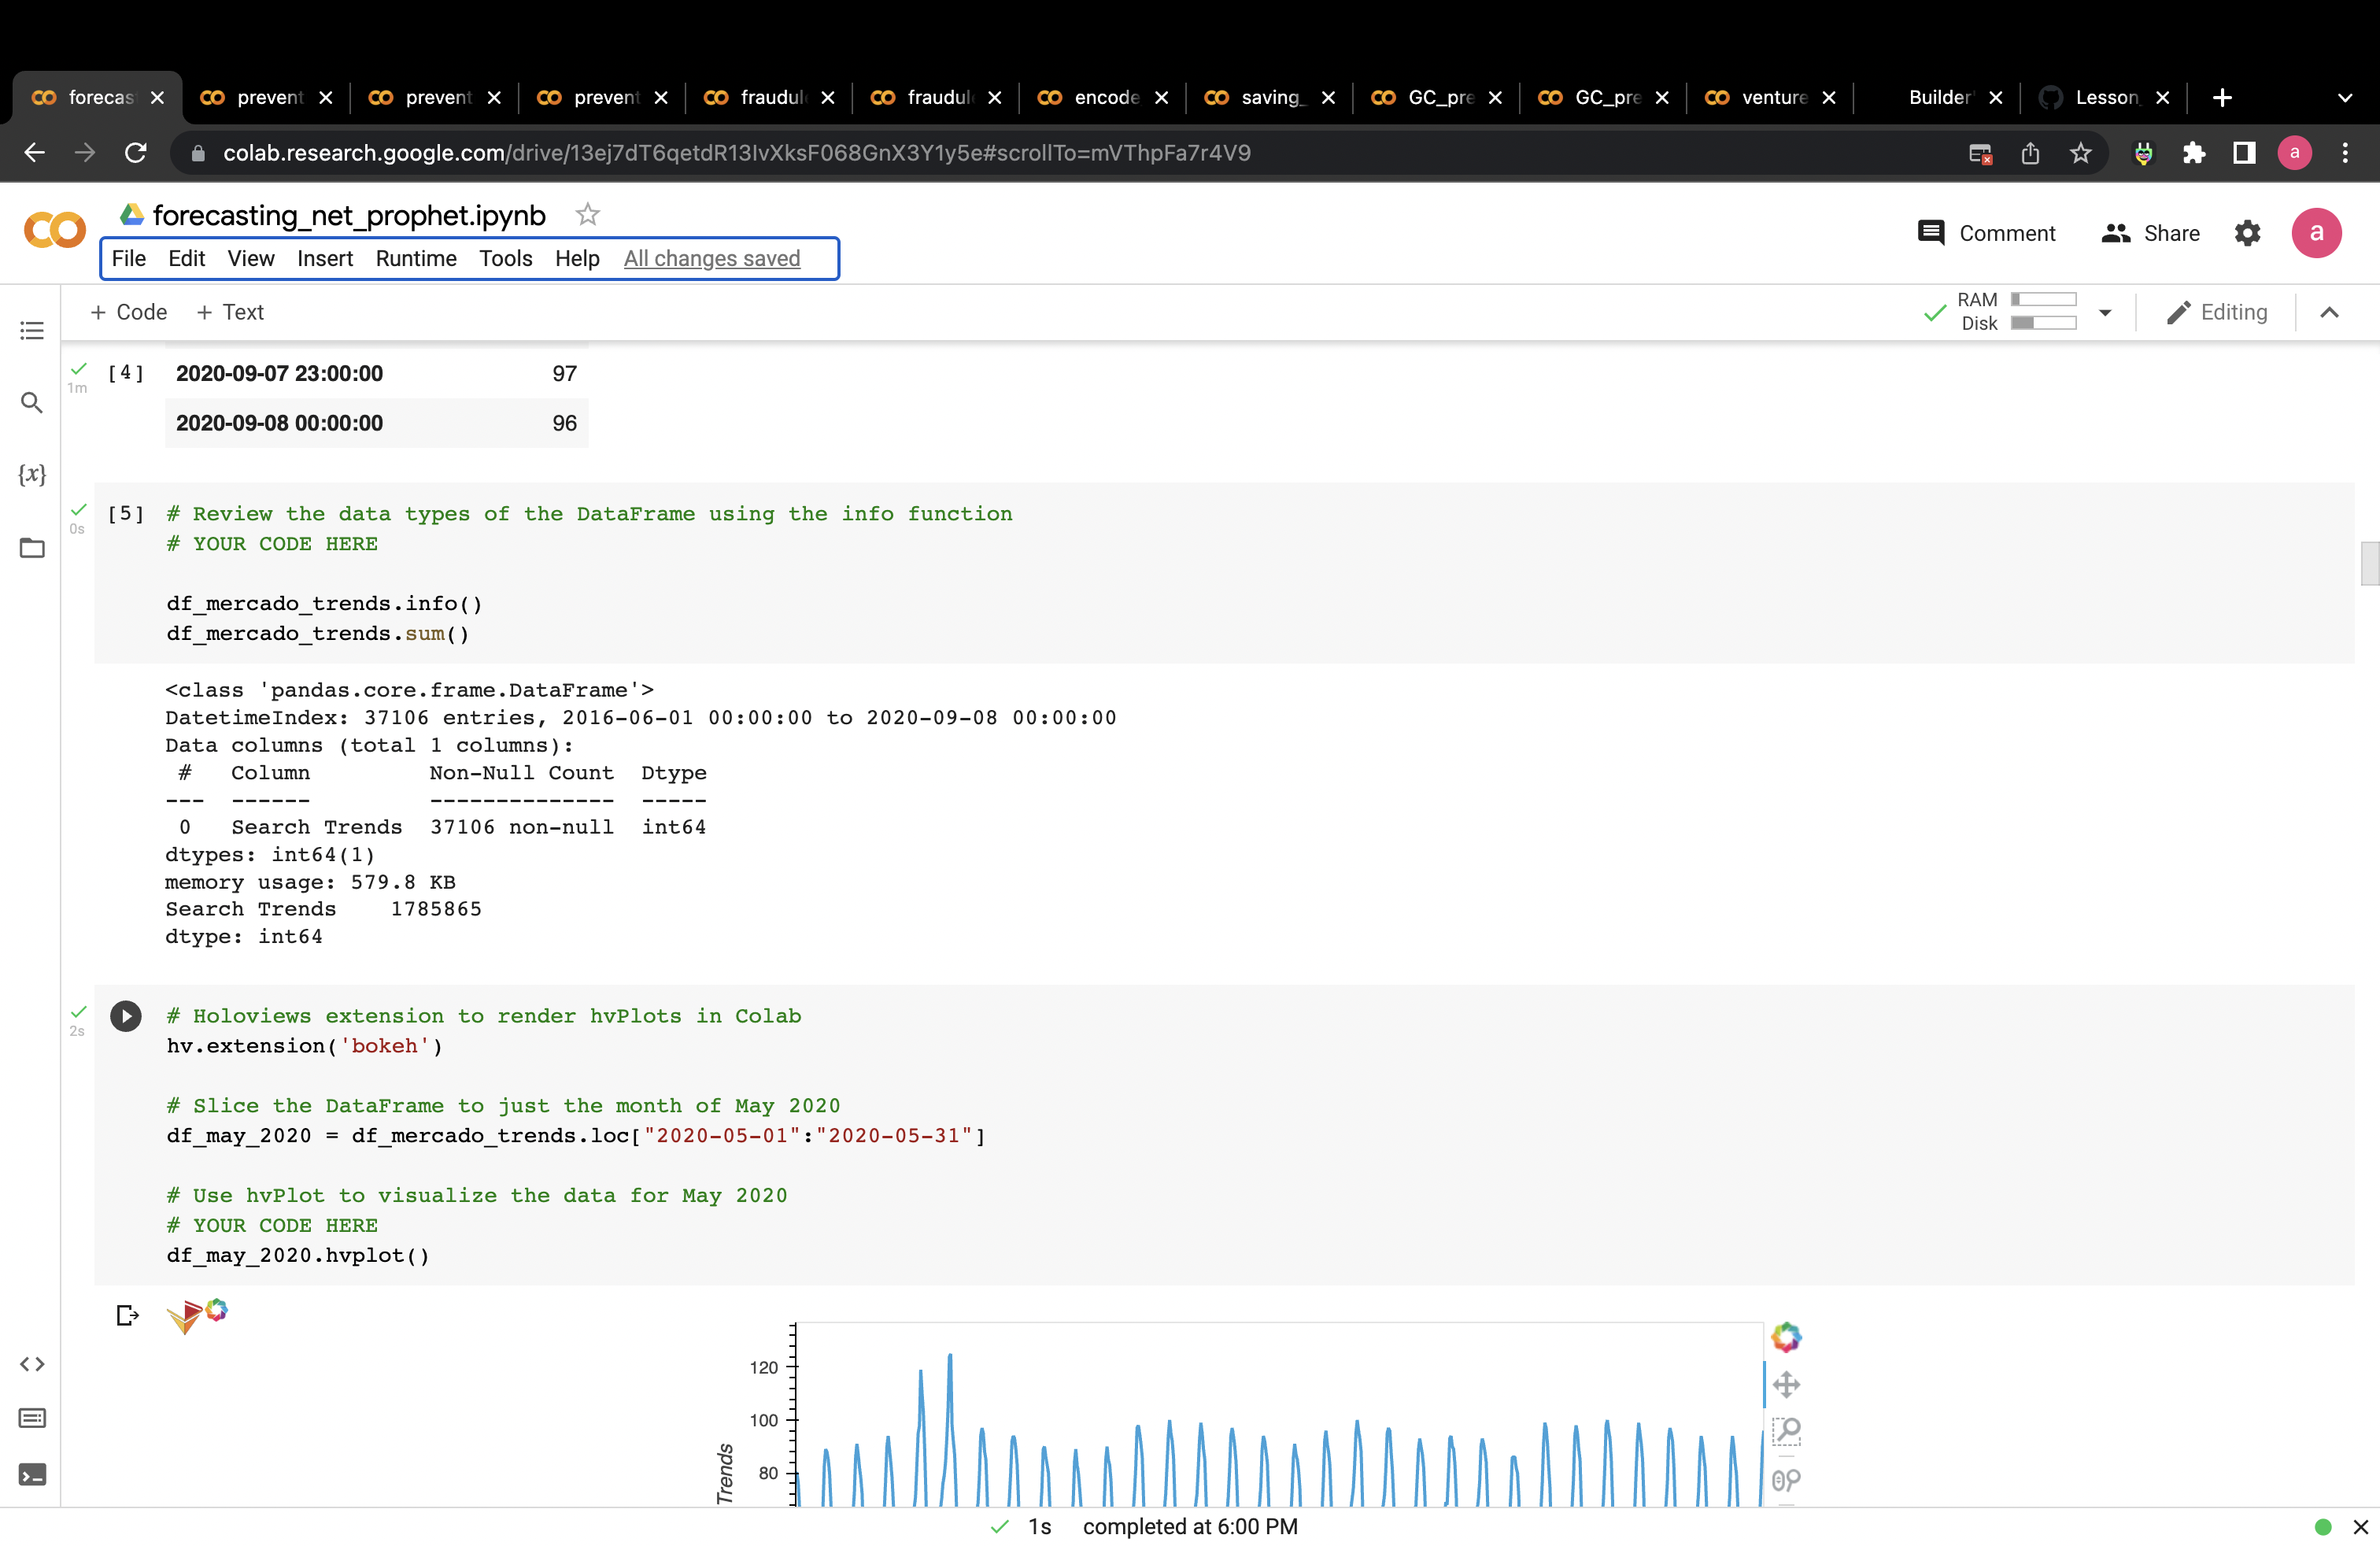 forecas prevent prevent prevent fraudul fraudul encode saving_ GC_pre GC_pre venture Builder' Lesson_
colab.research.google.com/drive/13ej7dT6qetdR13IvXksF068GnX3Y1y5e#scrollTo=mVThpFa7r4V9
a
forecasting_net_prophet.ipynb
Comment Share a
File Edit View Insert Runtime Tools Help All changes saved
+ Code + Text
RAM
Disk
Editing
[4] 2020-09-07 23:00:00 97
1m
2020-09-08 00:00:00 96
{x}
[5] # Review the data types of the DataFrame using the info function
0s
# YOUR CODE HERE
df_mercado_trends.info()
df_mercado_trends.sum()
<class 'pandas.core.frame.DataFrame'>
DatetimeIndex: 37106 entries, 2016-06-01 00:00:00 to 2020-09-08 00:00:00
Data columns (total 1 columns):
# Column Non-Null Count Dtype
--- ------ -------------- -----
0 Search Trends 37106 non-null int64
dtypes: int64(1)
memory usage: 579.8 KB
Search Trends 1785865
dtype: int64
# Holoviews extension to render hvPlots in Colab
2s
hv.extension('bokeh')
# Slice the DataFrame to just the month of May 2020
df_may_2020 = df_mercado_trends.loc["2020-05-01":"2020-05-31"]
# Use hvPlot to visualize the data for May 2020
# YOUR CODE HERE
df_may_2020.hvplot()
120
100
80
Trends
1s completed at 6:00 PM